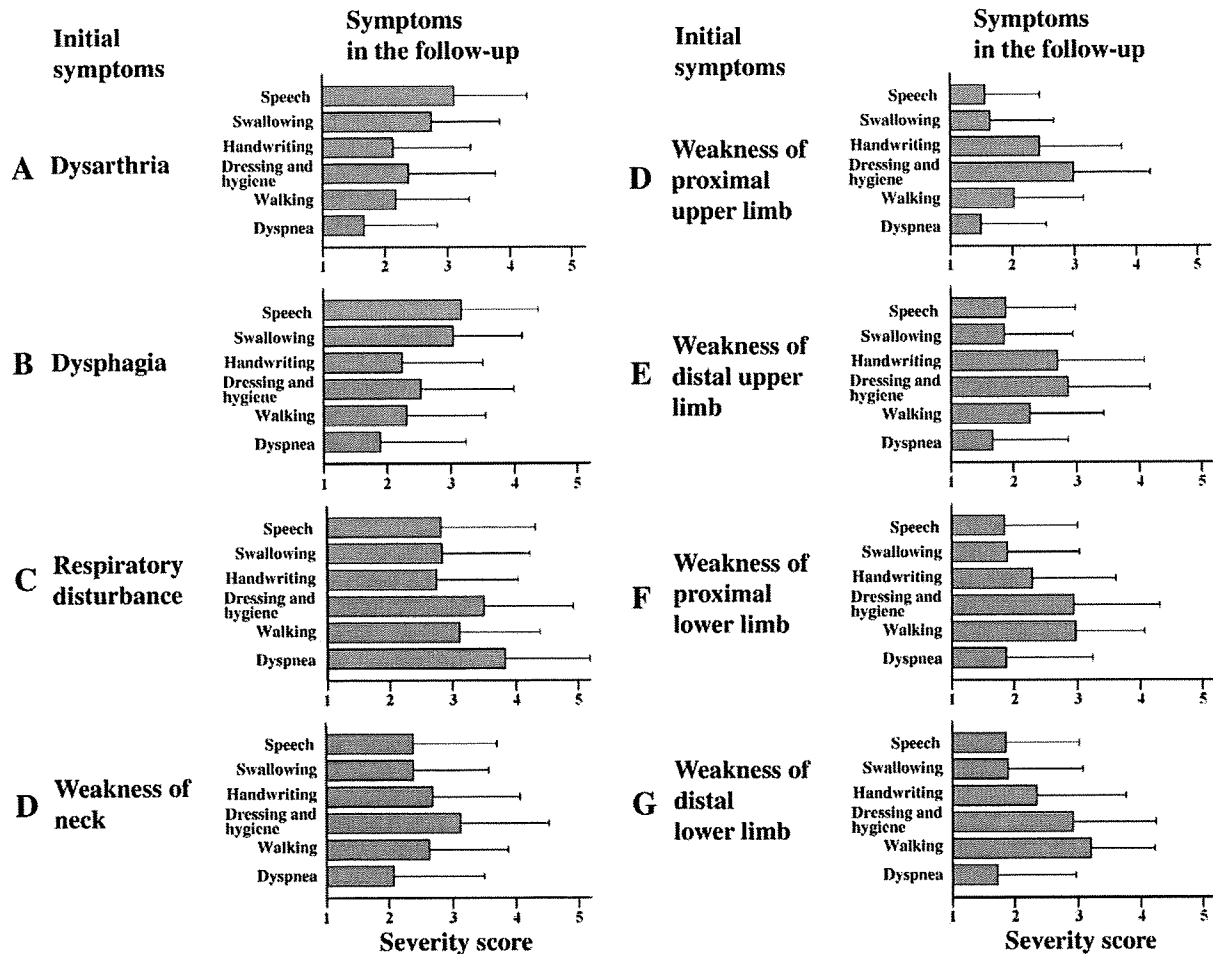 Initial
symptoms
Symptoms
in the follow-up
A Dysarthria
Speech
Swallowing
Handwriting
Dressing and
hygiene
Walking
Dyspnea
1 2 3 4 5
B Dysphagia
Speech
Swallowing
Handwriting
Dressing and
hygiene
Walking
Dyspnea
1 2 3 4 5
C Respiratory
disturbance
Speech
Swallowing
Handwriting
Dressing and
hygiene
Walking
Dyspnea
1 2 3 4 5
D Weakness of
neck
Speech
Swallowing
Handwriting
Dressing and
hygiene
Walking
Dyspnea
1 2 3 4 5
Severity score
Initial
symptoms
Symptoms
in the follow-up
D Weakness of
proximal
upper limb
Speech
Swallowing
Handwriting
Dressing and
hygiene
Walking
Dyspnea
1 2 3 4 5
E Weakness of
distal upper
limb
Speech
Swallowing
Handwriting
Dressing and
hygiene
Walking
Dyspnea
1 2 3 4 5
F Weakness of
proximal
lower limb
Speech
Swallowing
Handwriting
Dressing and
hygiene
Walking
Dyspnea
1 2 3 4 5
G Weakness of
distal
lower limb
Speech
Swallowing
Handwriting
Dressing and
hygiene
Walking
Dyspnea
1 2 3 4 5
Severity score